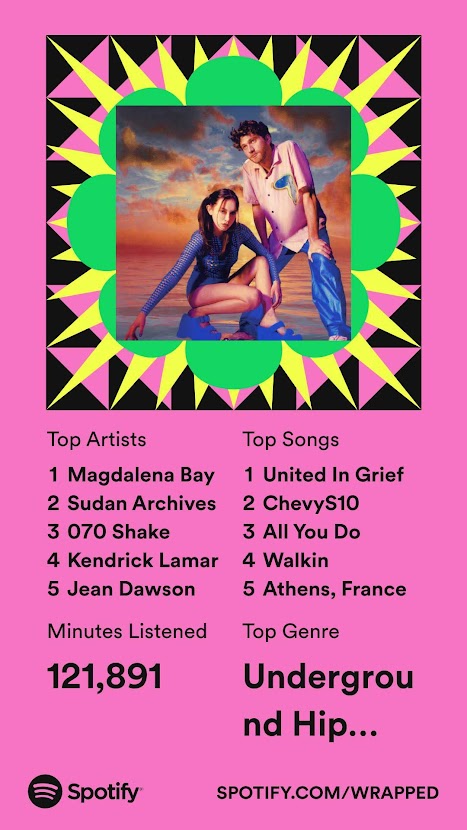 Top Artists
1 Magdalena Bay
2 Sudan Archives
3 070 Shake
4 Kendrick Lamar
5 Jean Dawson
Top Songs
1 United In Grief
2 ChevyS10
3 All You Do
4 Walkin
5 Athens, France
Minutes Listened
121,891
Top Genre
Undergrou
nd Hip...
Spotify
SPOTIFY.COM/WRAPPED